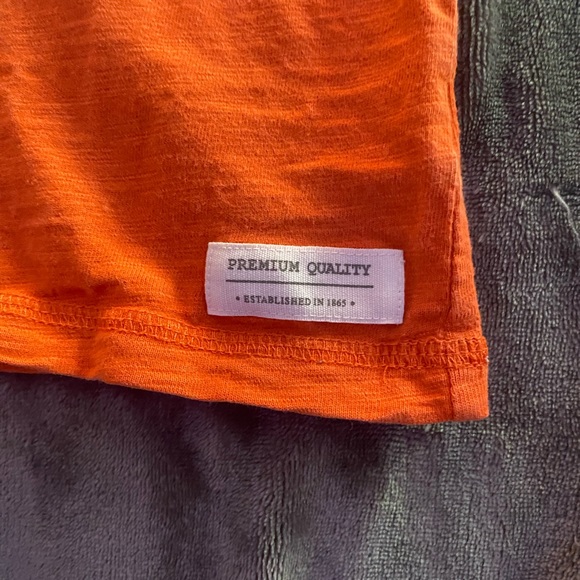 PREMIUM QUALITY
• ESTABLISHED IN 1865 •